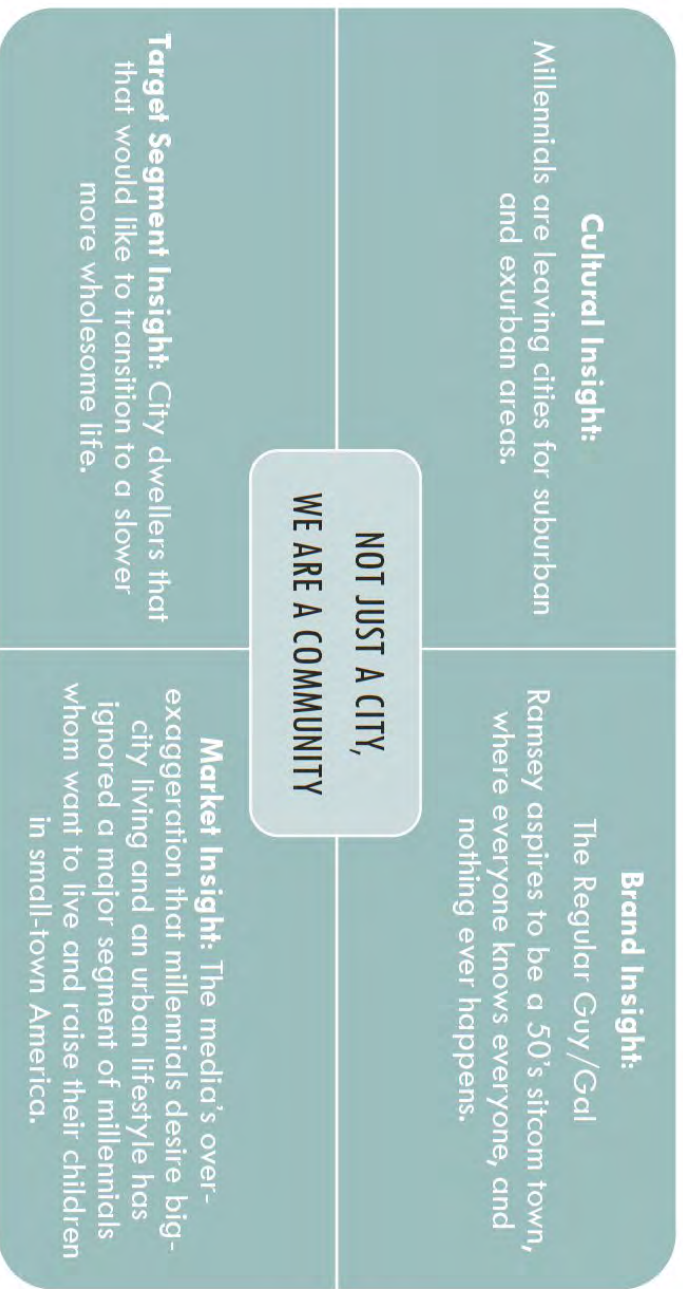 Cultural Insight:
Millennials are leaving cities for suburban
and exurban areas.
Brand Insight:
The Regular Guy/Gal
Ramsey aspires to be a 50's sitcom town,
where everyone knows everyone, and
nothing ever happens.
NOT JUST A CITY,
WE ARE A COMMUNITY
Target Segment Insight: City dwellers that
that would like to transition to a slower
more wholesome life.
Market Insight: The media's over-
exaggeration that millennials desire big-
city living and an urban lifestyle has
ignored a major segment of millennials
whom want to live and raise their children
in small-town America.